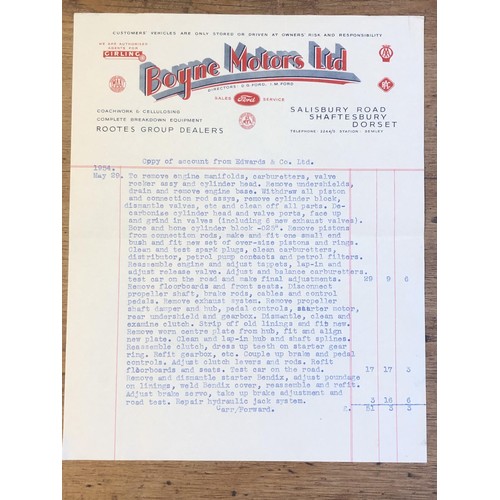 CUSTOMERS' VEHICLES ARE ONLY STORED OR DRIVEN AT OWNERS' RISK AND RESPONSIBILITY
WE ARE AUTHORISED
AGENTS FOR
GIRLING
Boyne Motors Ltd
DIRECTORS:
FORD
SALES Ford SERVICE
COACHWORK & CELLULOSING
COMPLETE BREAKDOWN EQUIPMENT
ROOTES GROUP DEALERS
SALISBURY ROAD
SHAFTESBURY
DORSET
TELEPHONE STATION: SEMLEY
Copy of account from Edwards & Co. Ltd.
1954.
May 28. To remove engine manifolds, carburetters, valve
rocker assy and cylinder head. Remove undershields,
drain and remove engine base. Withdraw all piston
and connection rod assys, remove cylinder block,
dismantle valves, etc and clean off all parts. De-
carbonise cylinder head and valve ports, face up
and grind in valves (including 6 new exhaust valves).
Bore and hone cylinder block .025". Remove pistons
from connection rods, make and fit one small end
bush and fit new set of over-size pistons and rings.
Clean and test spark plugs, clean carburetters,
distributor, petrol pump contacts and petrol filters.
Reassemble engine and adjust tappets, lap-in and
adjust release valve. Adjust and balance carburetters.
test car on the road and make final adjustments. 29 9 6
Remove floorboards and front seats. Disconnect
propeller shaft, brake rods, cables and control
pedals. Remove exhaust system. Remove propeller
shaft damper and hub, pedal controls, starter motor,
rear undershield and gearbox. Dismantle, clean and
examine clutch. Strip off old linings and fit new.
Remove worn centre plate from hub, fit and align
new plate. Clean and lap-in hub and shaft splines.
Reassemble clutch, dress up teeth on starter gear
ring. Refit gearbox, etc. Couple up brake and pedal
controls. Adjust clutch levers and rods. Refit
floorboards and seats. Test car on the road. 17 17 3
Remove and dismantle starter Bendix, adjust poundage
on linings, weld Bendix cover, reassemble and refit.
Adjust brake servo, take up brake adjustment and
road test. Repair hydraulic jack system. 3 16 6
Carr/Forward. £. 51 3 3